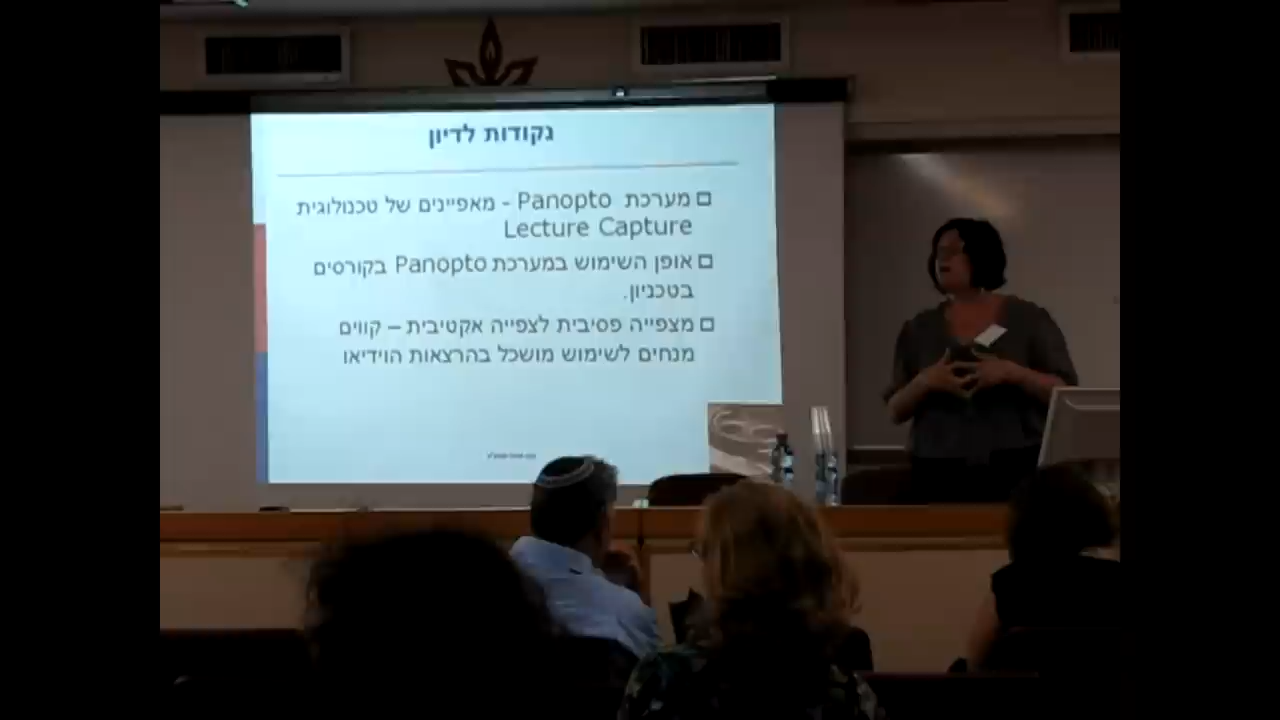 נקודות לדיון
מערכת Panopto - מאפיינים של טכנולוגית
Lecture Capture
אופן השימוש במערכת Panopto בקורסים
בטכניון.
מצפייה פסיבית לצפייה אקטיבית – קווים
מנחים לשימוש מושכל בהרצאות הוידיאו